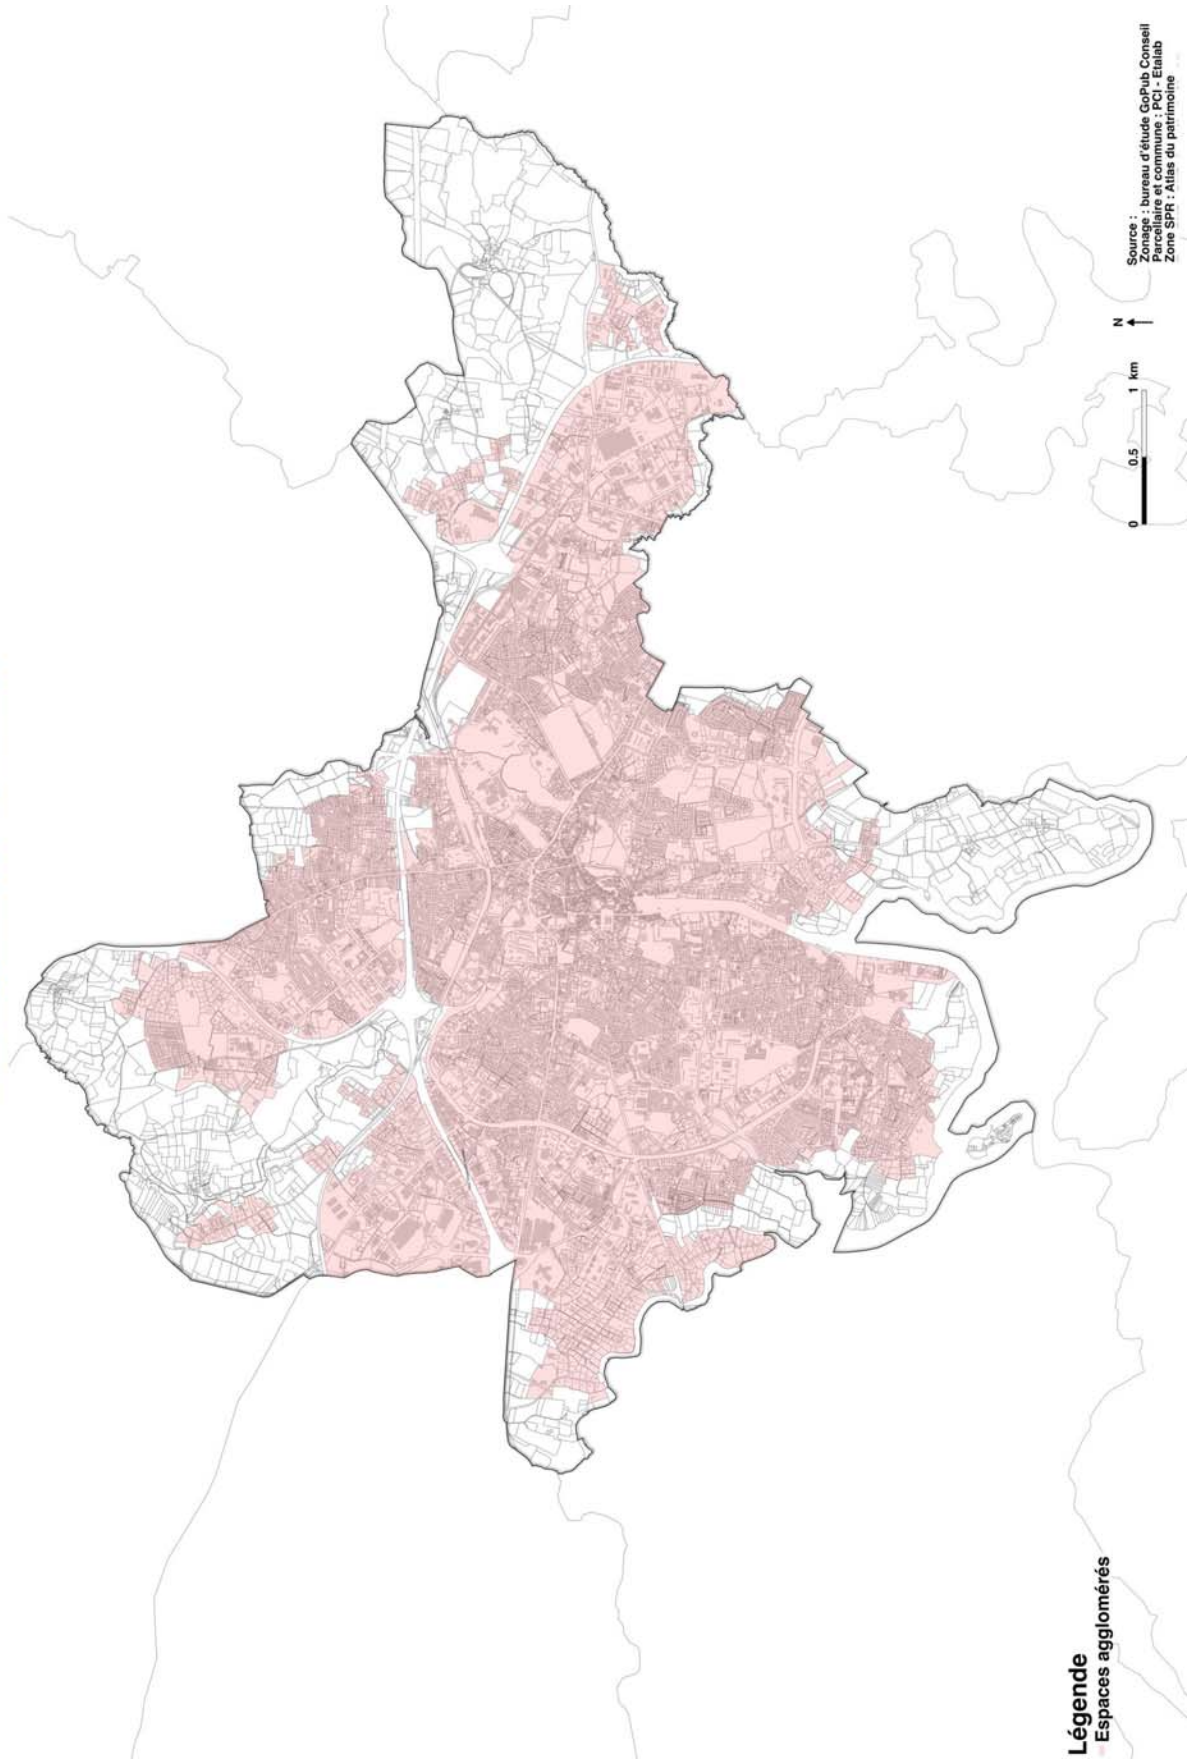 Légende
Espaces agglomérés
0 0.5 1 km
N
Source :
Zonage : bureau d'étude GoPub Conseil
Parcellaire et commune : PCI - Etalab
Zone SPR : Atlas du patrimoine